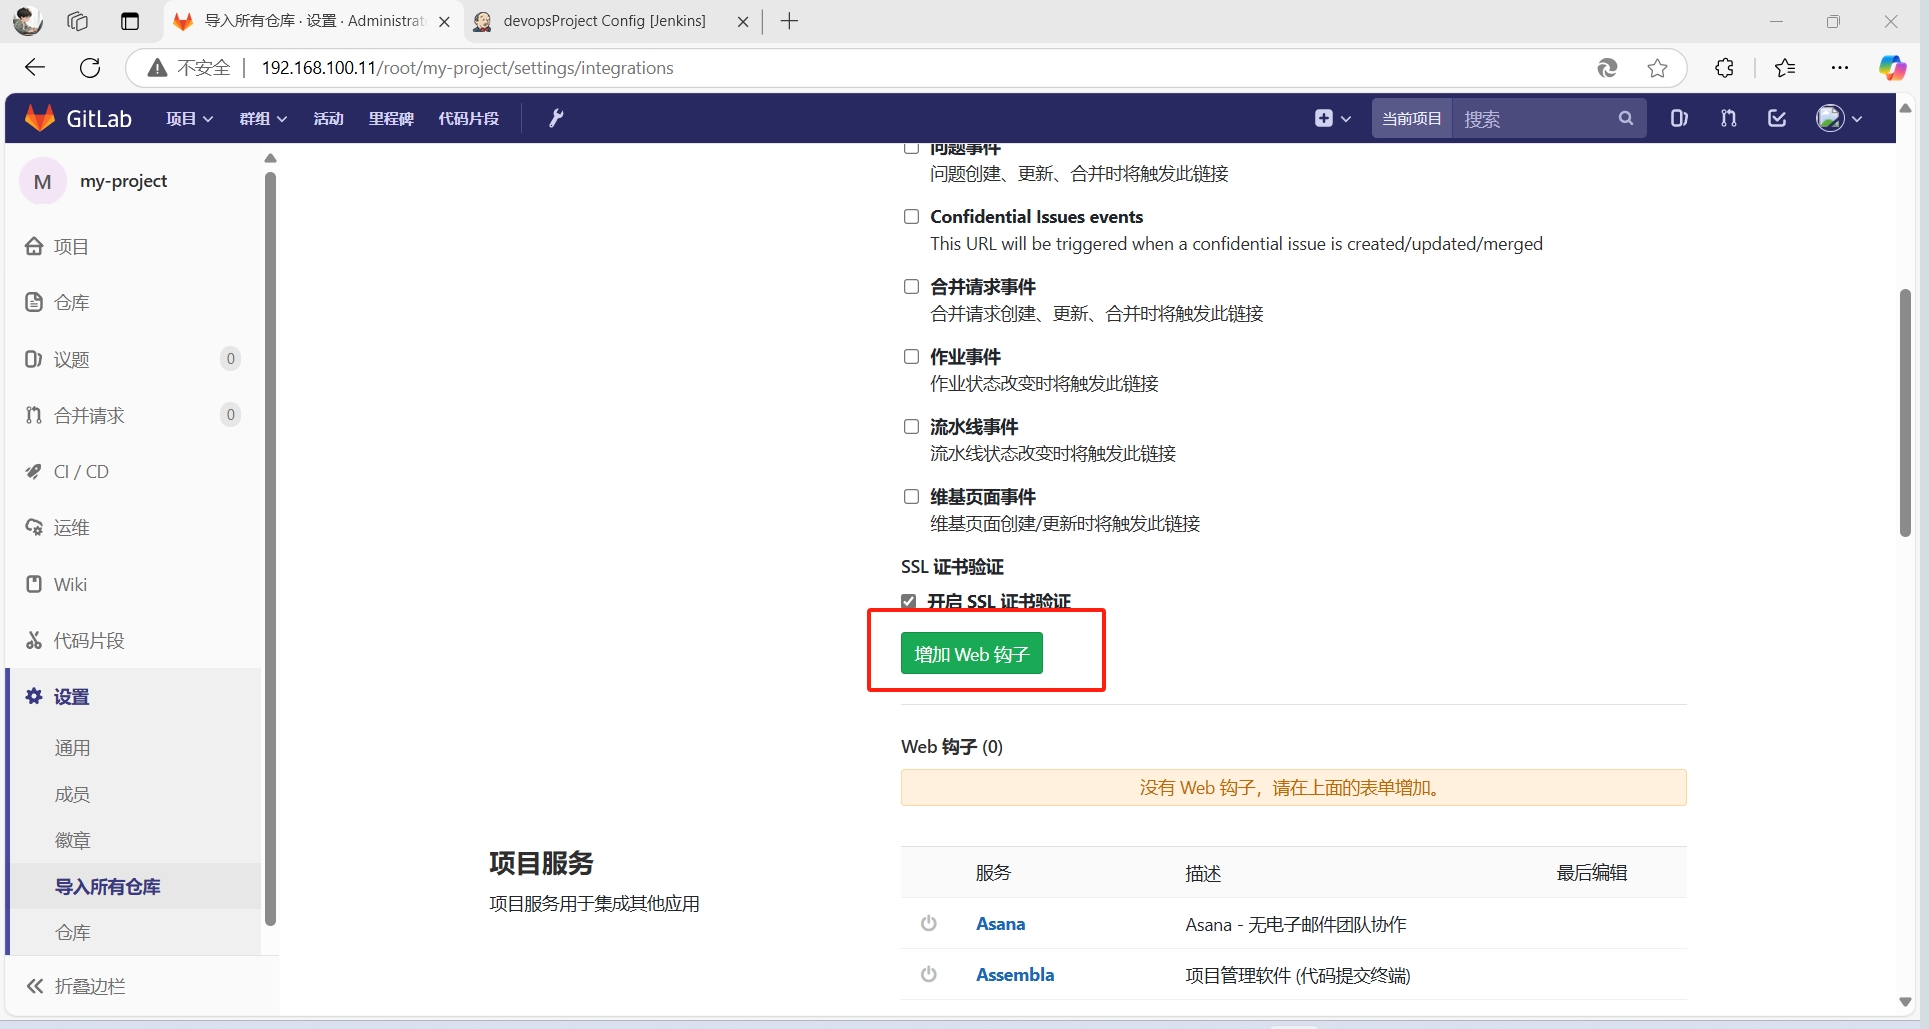 导入所有仓库 · 设置 · Administrat
devopsProject Config [Jenkins]
不安全
192.168.100.11/root/my-project/settings/integrations
GitLab
项目
群组
活动
里程碑
代码片段
当前项目
搜索
M
my-project
项目
仓库
议题
0
合并请求
0
CI / CD
运维
Wiki
代码片段
设置
通用
成员
徽章
导入所有仓库
仓库
折叠边栏
问题事件
问题创建、更新、合并时将触发此链接
Confidential Issues events
This URL will be triggered when a confidential issue is created/updated/merged
合并请求事件
合并请求创建、更新、合并时将触发此链接
作业事件
作业状态改变时将触发此链接
流水线事件
流水线状态改变时将触发此链接
维基页面事件
维基页面创建/更新时将触发此链接
SSL 证书验证
开启 SSL 证书验证
增加 Web 钩子
Web 钩子 (0)
没有 Web 钩子，请在上面的表单增加。
项目服务
项目服务用于集成其他应用
服务
描述
最后编辑
Asana
Asana - 无电子邮件团队协作
Assembla
项目管理软件 (代码提交终端)